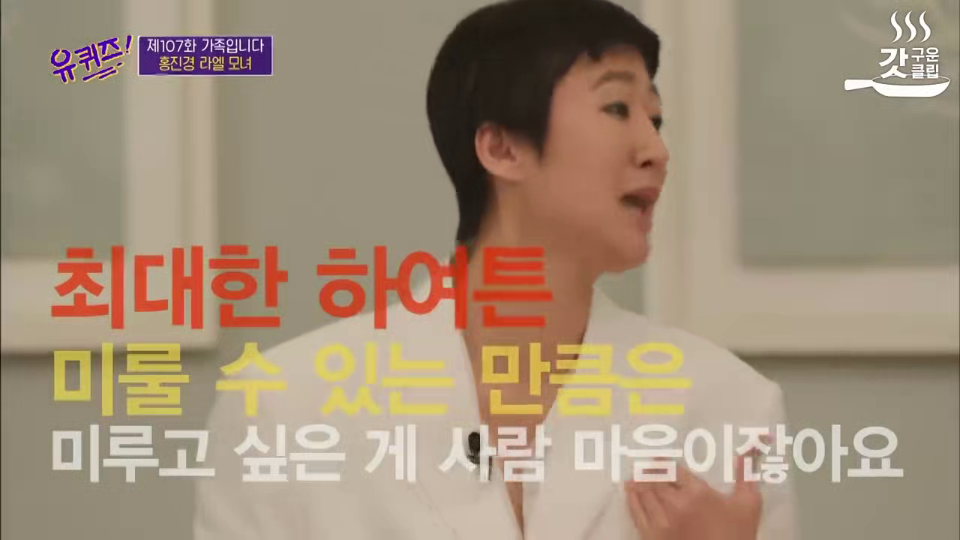 유퀴즈!
제107화 가족입니다
홍진경 라엘 모녀
갓구운
클립
최대한 하여튼
미룰 수 있는 만큼은
미루고 싶은 게 사람 마음이잖아요